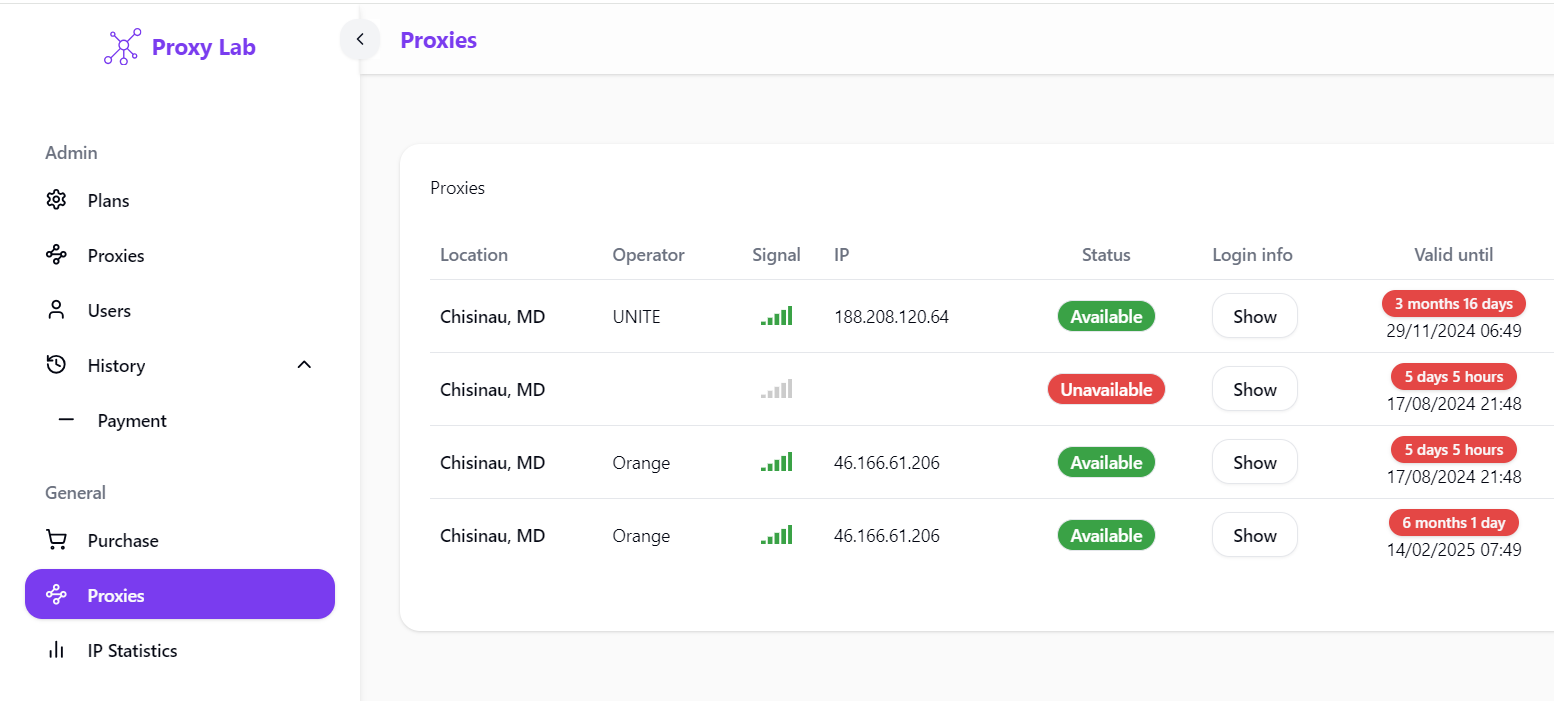 Proxy Lab
Proxies
Admin
Plans
Proxies
Users
History
Payment
General
Purchase
Proxies
IP Statistics
Proxies
Location Operator Signal IP Status Login info Valid until
Chisinau, MD UNITE 188.208.120.64 Available Show 3 months 16 days
29/11/2024 06:49
Chisinau, MD Unavailable Show 5 days 5 hours
17/08/2024 21:48
Chisinau, MD Orange 46.166.61.206 Available Show 5 days 5 hours
17/08/2024 21:48
Chisinau, MD Orange 46.166.61.206 Available Show 6 months 1 day
14/02/2025 07:49